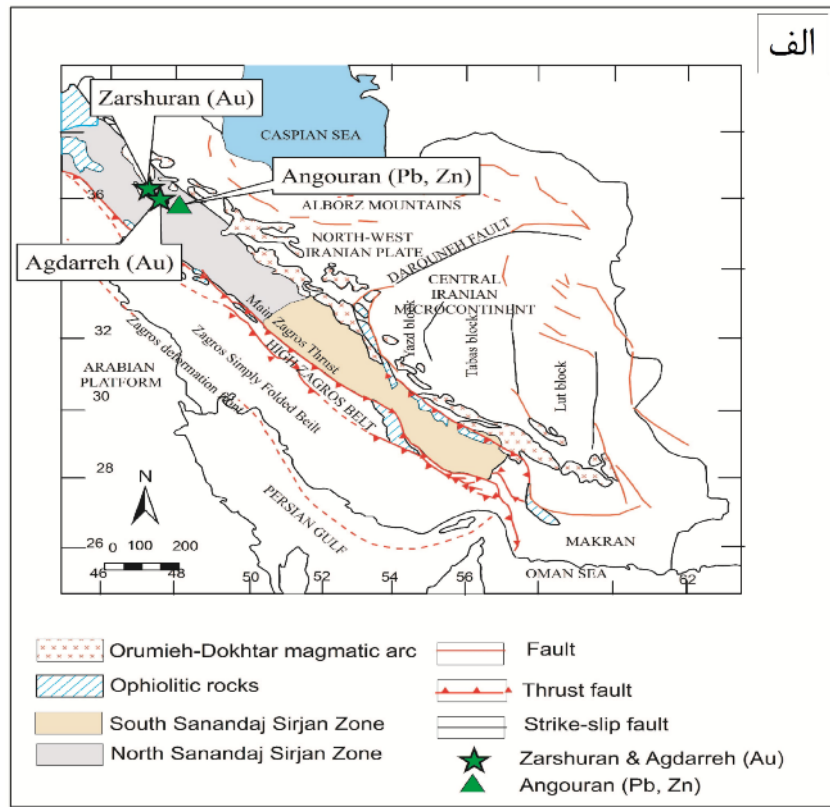 الف
Zarshuran (Au)
CASPIAN SEA
Angouran (Pb, Zn)
36
ALBORZ MOUNTAINS
NORTH-WEST
IRANIAN PLATE
Agdarreh (Au)
DAROUNEH FAULT
CENTRAL
IRANIAN
MICROCONTINENT
32
Main Zagros Thrust
Yazd block
Tabas block
Lut block
ARABIAN
PLATFORM
30
Zagros deformation
Zagros Simply Folded Beilt
HIGH ZAGROS BELT
28
N
PERSIAN GULF
0 100 200
26
MAKRAN
OMAN SEA
46 48 50 52 54 56 62
Orumieh-Dokhtar magmatic arc
Fault
Ophiolitic rocks
Thrust fault
South Sanandaj Sirjan Zone
Strike-slip fault
North Sanandaj Sirjan Zone
Zarshuran & Agdarreh (Au)
Angouran (Pb, Zn)